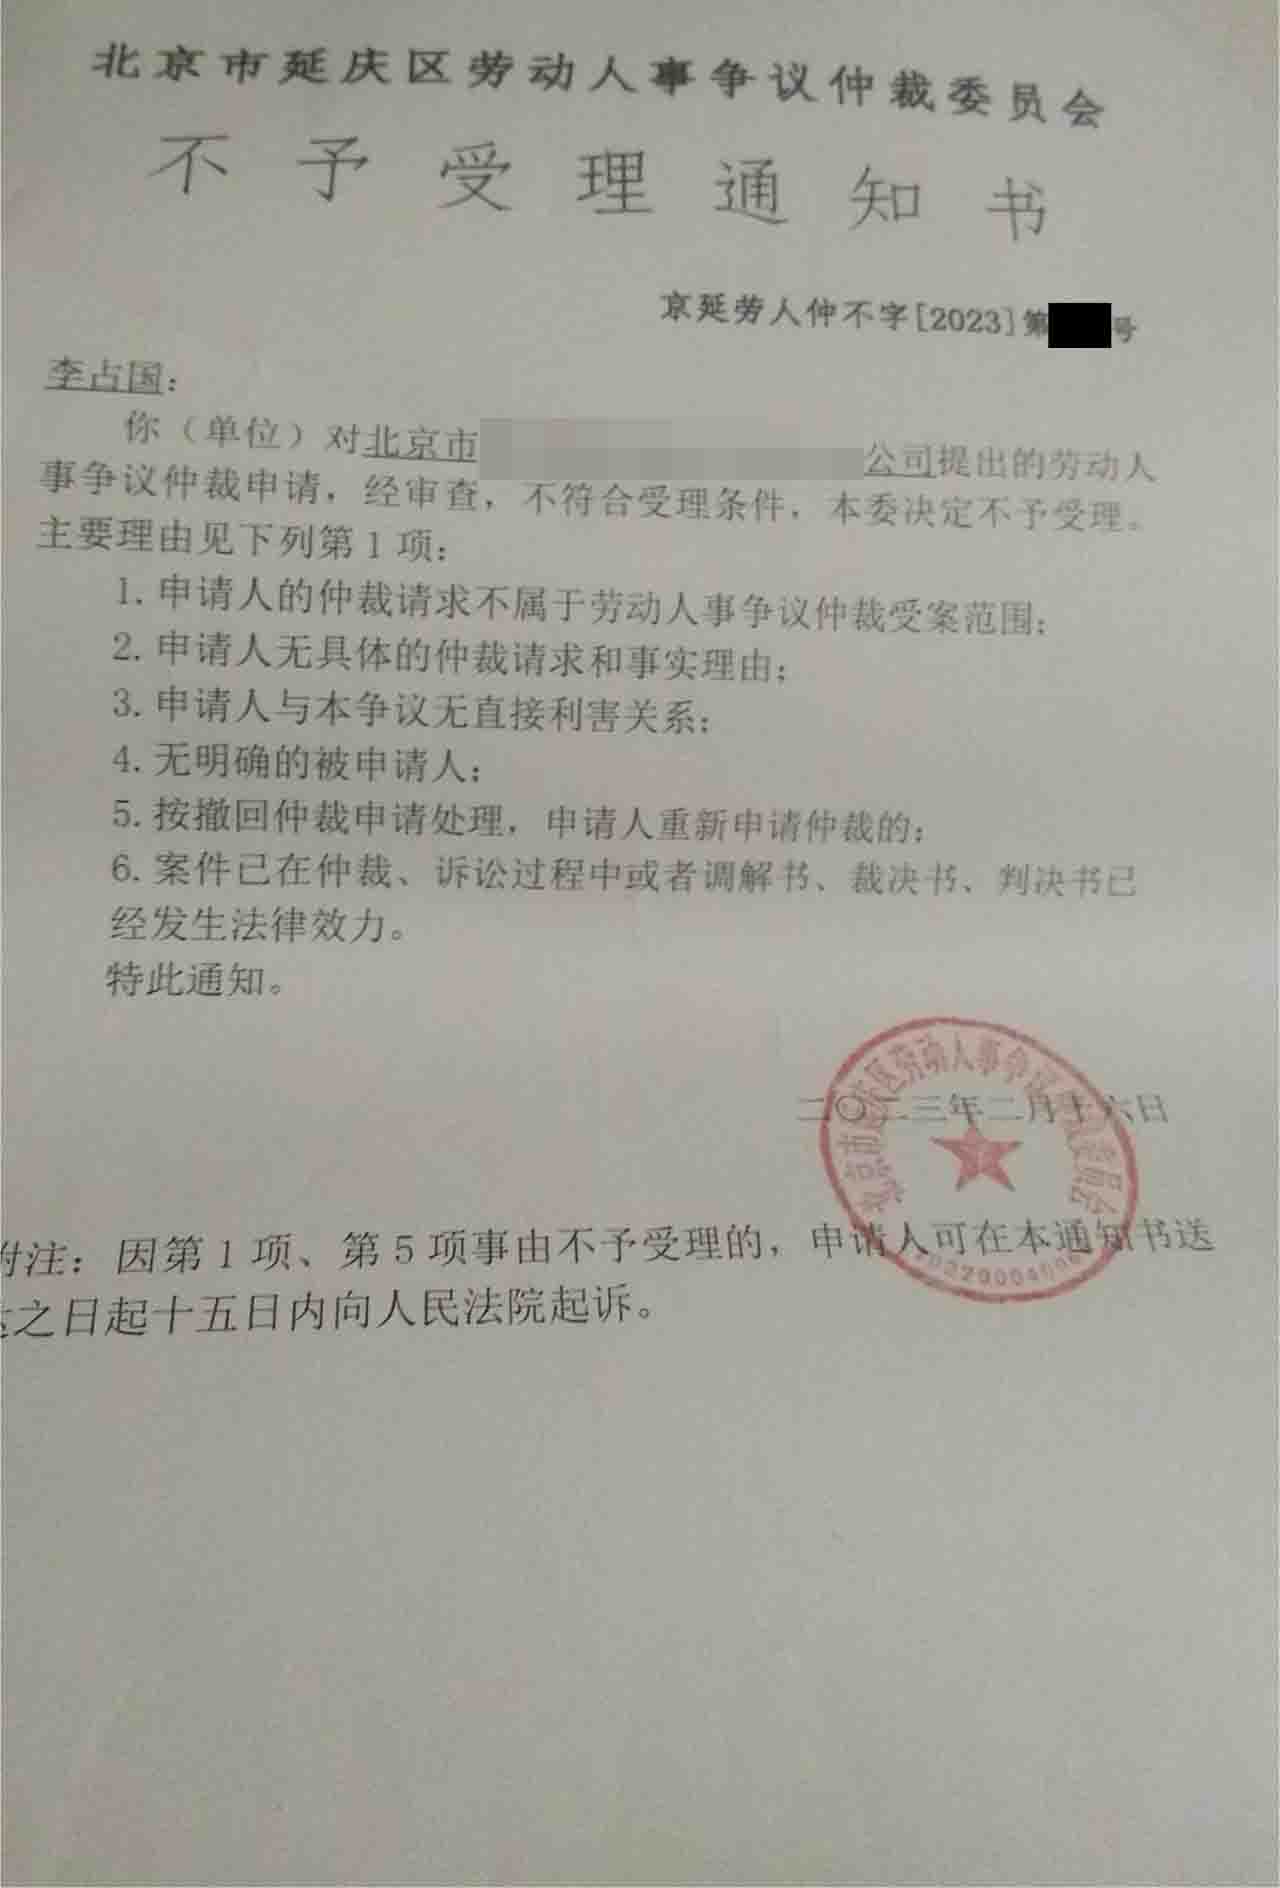 北京市延庆区劳动人事争议仲裁委员会
不予受理通知书
京延劳人仲不字[2023]第 号
李占国:
你（单位）对北京市 公司提出的劳动人
事争议仲裁申请，经审查，不符合受理条件，本委决定不予受理。
主要理由见下列第1项:
1.申请人的仲裁请求不属于劳动人事争议仲裁受案范围;
2.申请人无具体的仲裁请求和事实理由;
3.申请人与本争议无直接利害关系;
4.无明确的被申请人;
5.按撤回仲裁申请处理，申请人重新申请仲裁的;
6.案件已在仲裁、诉讼过程中或者调解书、裁决书、判决书已
经发生法律效力。
特此通知。
二〇二三年二月十六日
北京市延庆区劳动人事争议仲裁委员会
附注: 因第1项、第5项事由不予受理的，申请人可在本通知书送
达之日起十五日内向人民法院起诉。